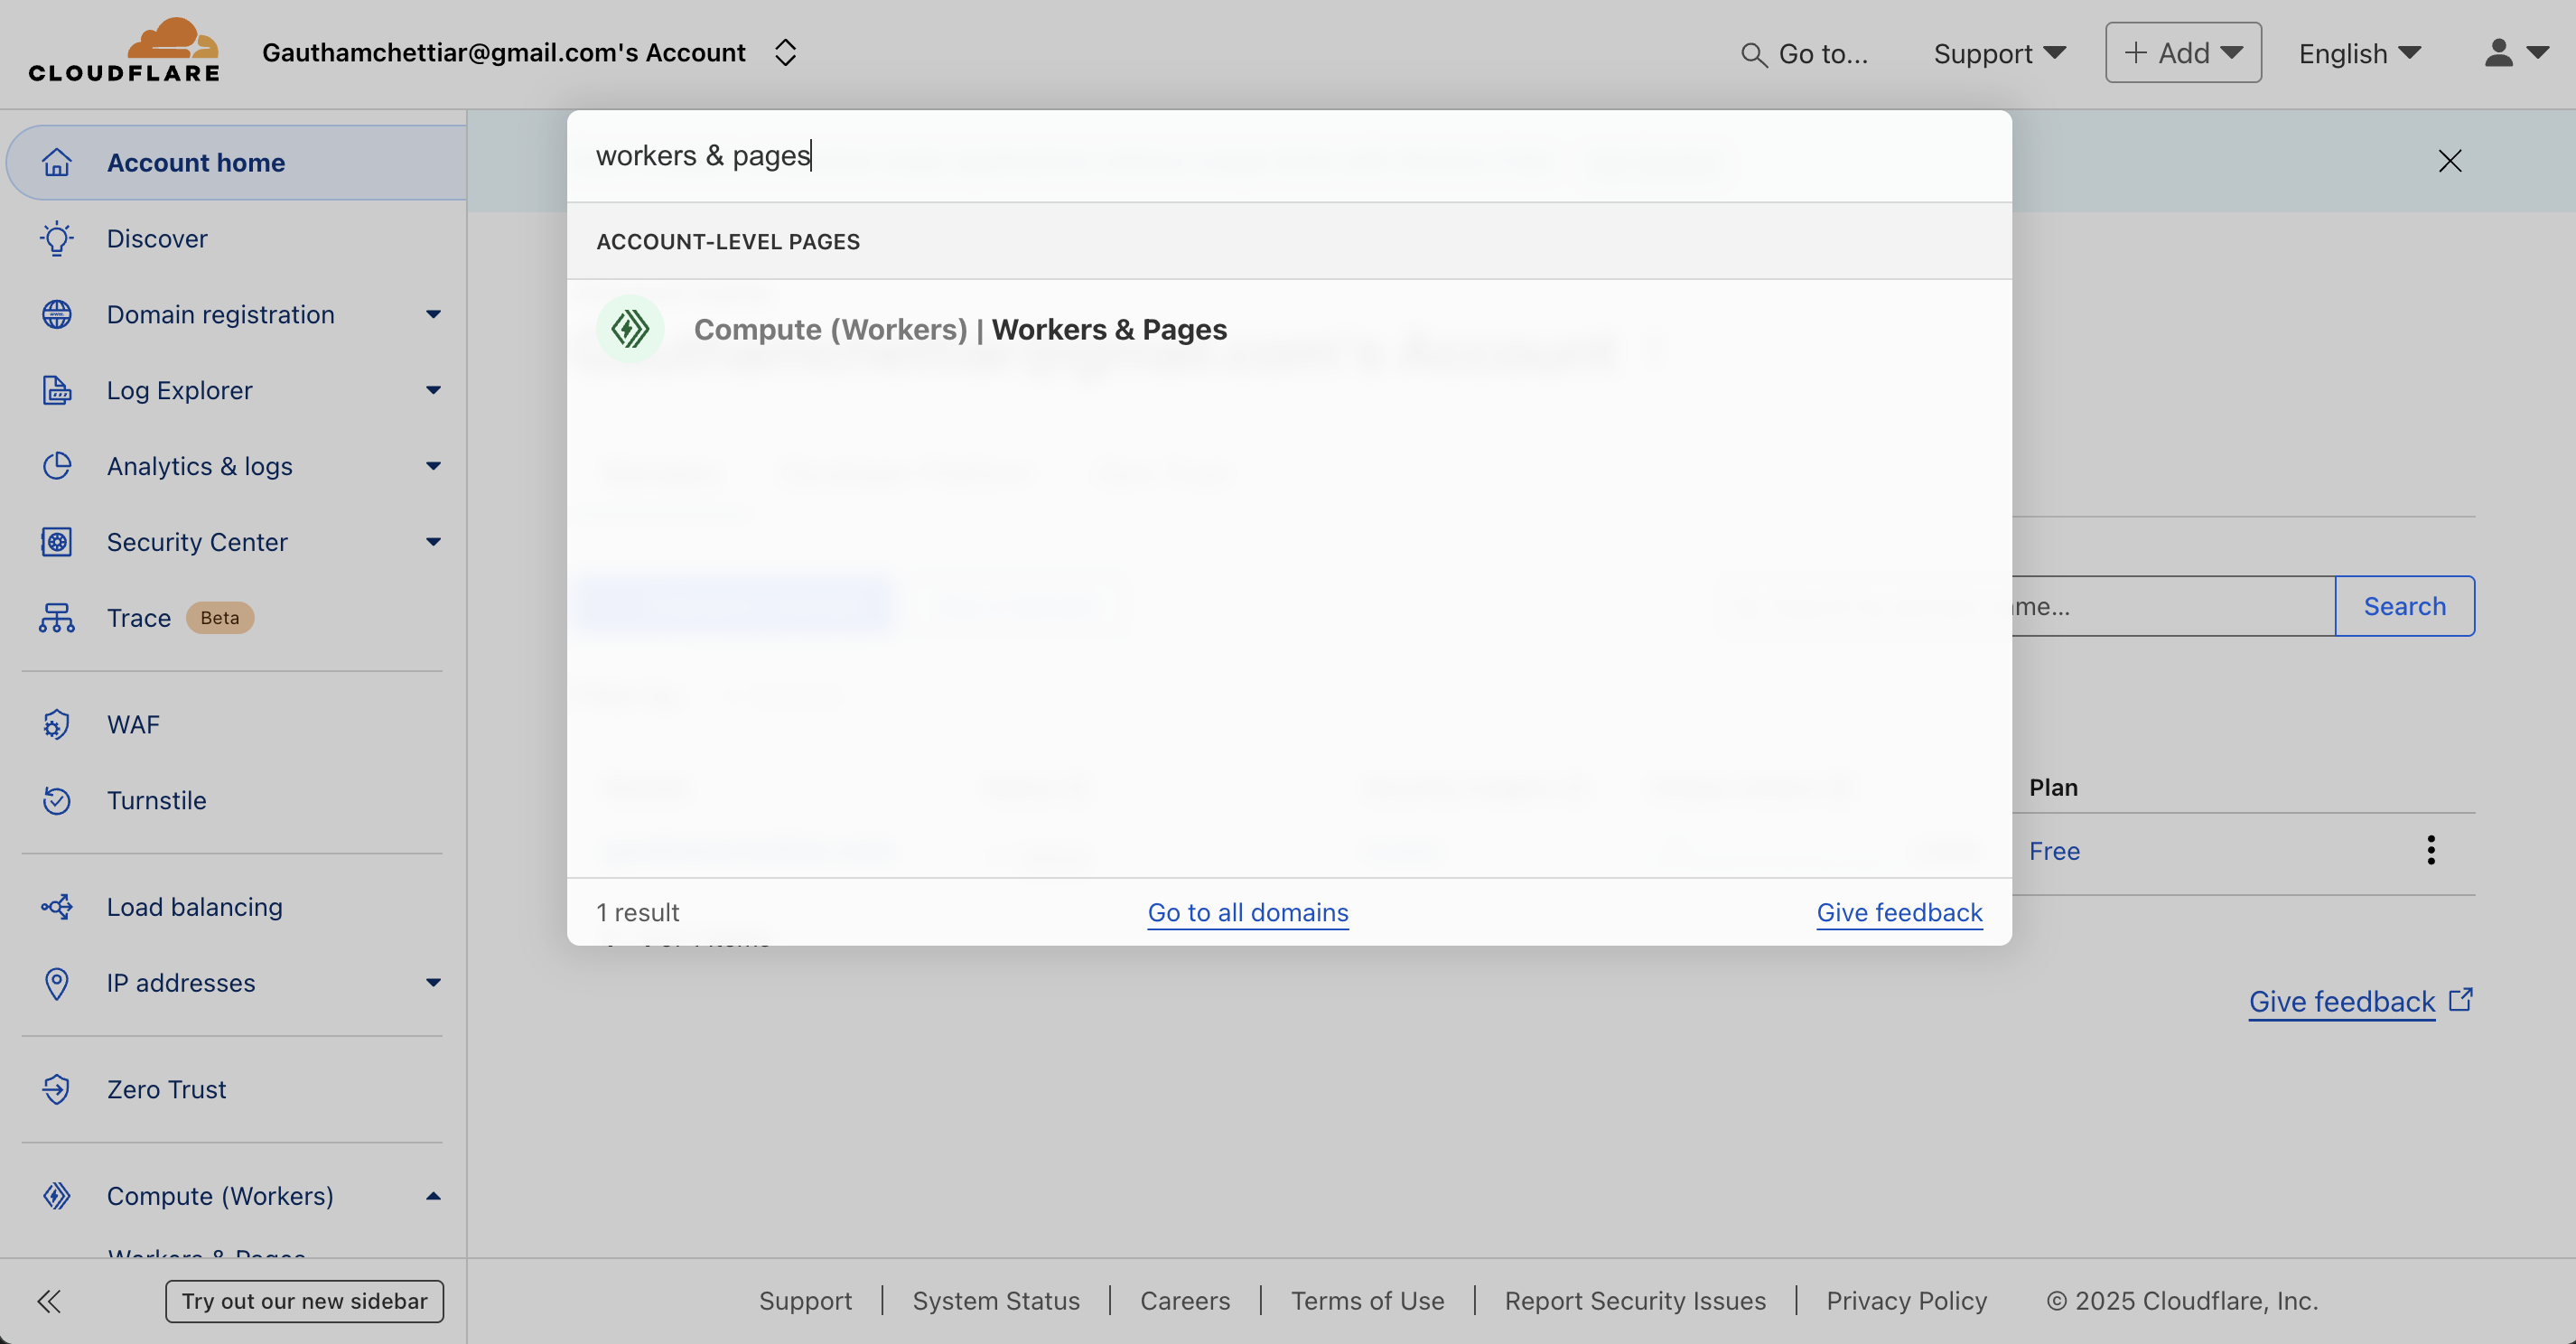 CLOUDFLARE
Gauthamchettiar@gmail.com's Account
Go to...
Support
Add
English
workers & pages
ACCOUNT-LEVEL PAGES
Compute (Workers) | Workers & Pages
1 result
Go to all domains
Give feedback
Account home
Discover
Domain registration
Log Explorer
Analytics & logs
Security Center
Trace Beta
WAF
Turnstile
Load balancing
IP addresses
Zero Trust
Compute (Workers)
Workers & Pages
Try out our new sidebar
Search
Plan
Free
Give feedback
Support | System Status | Careers | Terms of Use | Report Security Issues | Privacy Policy © 2025 Cloudflare, Inc.